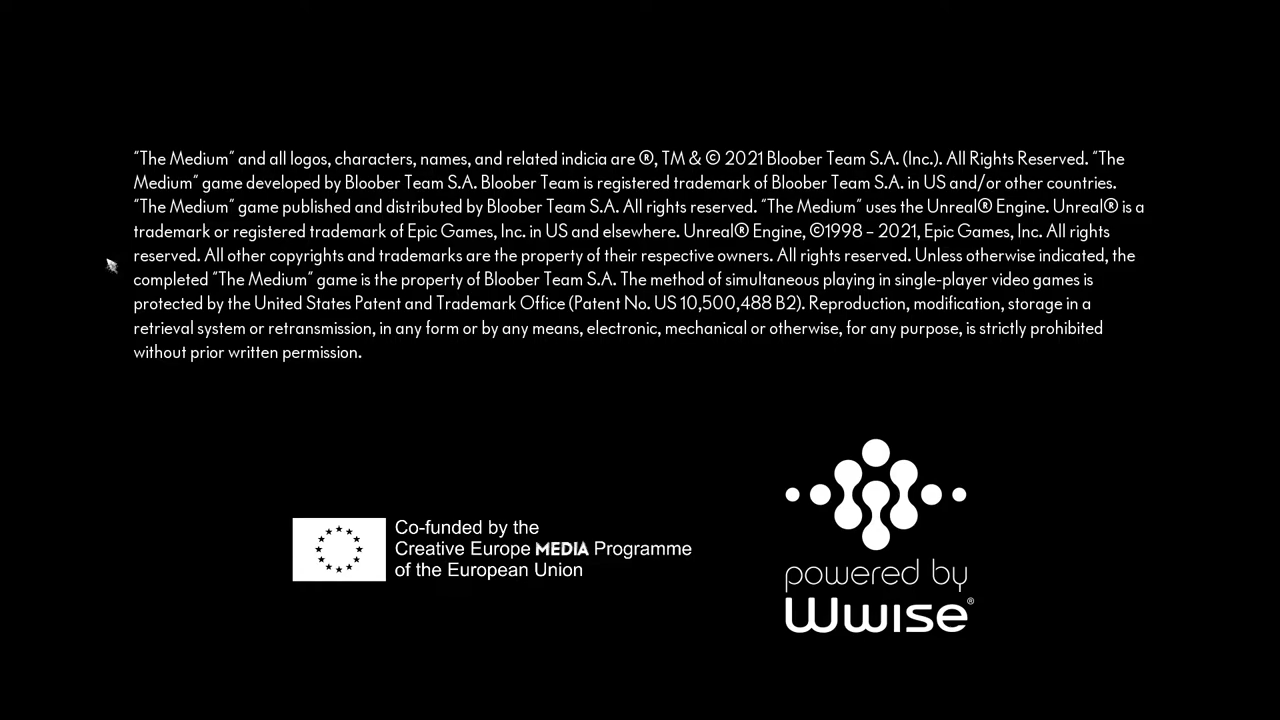 "The Medium" and all logos, characters, names, and related indicia are ®, TM & © 2021 Bloober Team S.A. (Inc.). All Rights Reserved. "The
Medium" game developed by Bloober Team S.A. Bloober Team is registered trademark of Bloober Team S.A. in US and/or other countries.
"The Medium" game published and distributed by Bloober Team S.A. All rights reserved. "The Medium" uses the Unreal® Engine. Unreal® is a
trademark or registered trademark of Epic Games, Inc. in US and elsewhere. Unreal® Engine, ©1998 – 2021, Epic Games, Inc. All rights
reserved. All other copyrights and trademarks are the property of their respective owners. All rights reserved. Unless otherwise indicated, the
completed "The Medium" game is the property of Bloober Team S.A. The method of simultaneous playing in single-player video games is
protected by the United States Patent and Trademark Office (Patent No. US 10,500,488 B2). Reproduction, modification, storage in a
retrieval system or retransmission, in any form or by any means, electronic, mechanical or otherwise, for any purpose, is strictly prohibited
without prior written permission.
Co-funded by the
Creative Europe MEDIA Programme
of the European Union
powered by
Wwise®